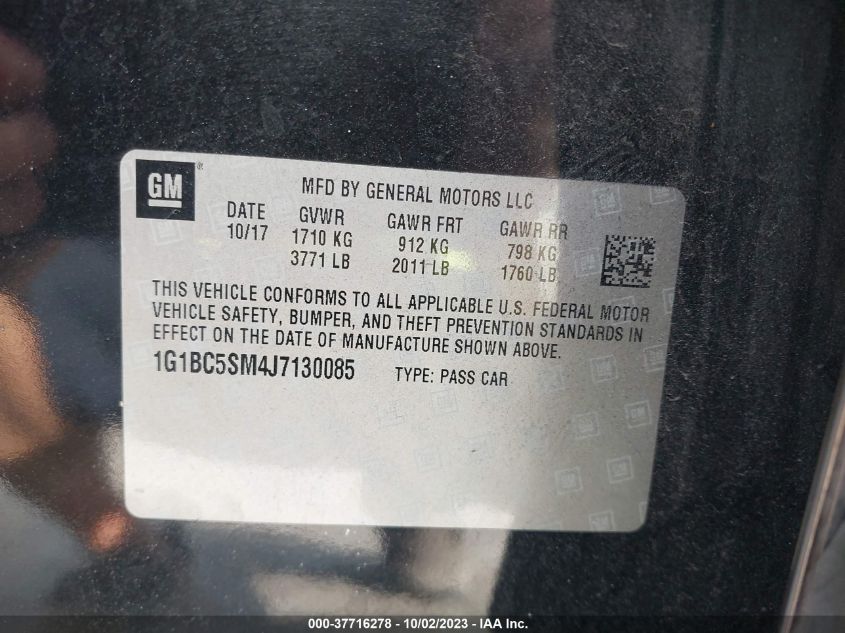 GM ®
MFD BY GENERAL MOTORS LLC
DATE GVWR GAWR FRT GAWR RR
10/17 1710 KG 912 KG 798 KG
3771 LB 2011 LB 1760 LB
THIS VEHICLE CONFORMS TO ALL APPLICABLE U.S. FEDERAL MOTOR
VEHICLE SAFETY, BUMPER, AND THEFT PREVENTION STANDARDS IN
EFFECT ON THE DATE OF MANUFACTURE SHOWN ABOVE.
1G1BC5SM4J7130085 TYPE: PASS CAR
000-37716278 - 10/02/2023 - IAA Inc.